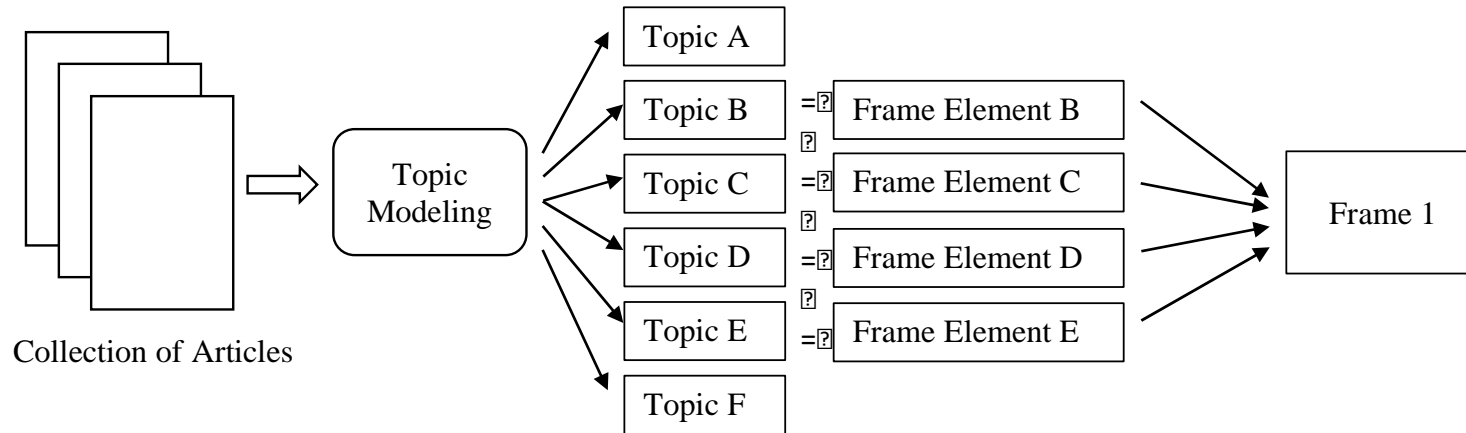 Topic A
Topic B
Topic C
Topic D
Topic E
Topic F
Topic
Modeling
Collection of Articles
=
=
=
=
Frame Element B
Frame Element C
Frame Element D
Frame Element E
Frame 1